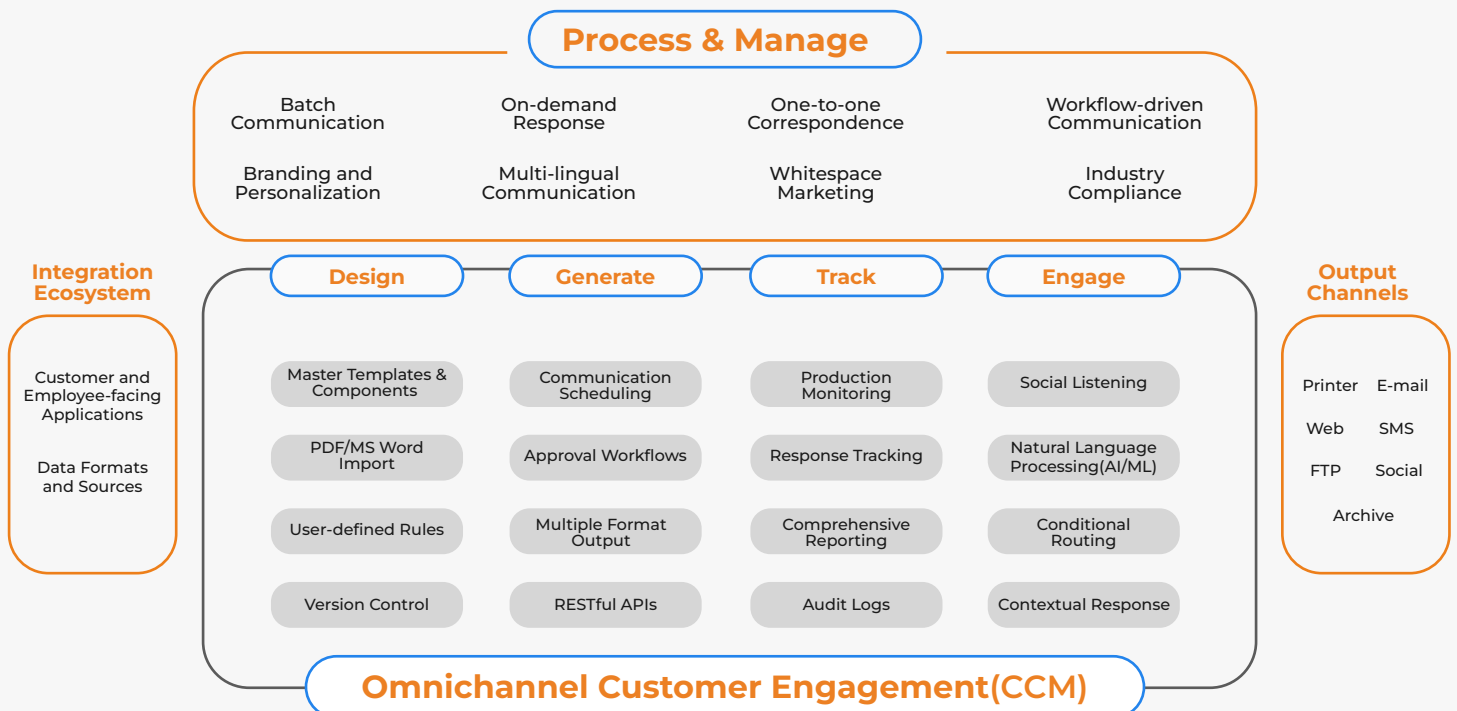 Process & Manage
Batch
Communication
On-demand
Response
One-to-one
Correspondence
Workflow-driven
Communication
Branding and
Personalization
Multi-lingual
Communication
Whitespace
Marketing
Industry
Compliance
Integration
Ecosystem
Customer and
Employee-facing
Applications
Data Formats
and Sources
Design
Master Templates &
Components
PDF/MS Word
Import
User-defined Rules
Version Control
Generate
Communication
Scheduling
Approval Workflows
Multiple Format
Output
RESTful APIs
Track
Production
Monitoring
Response Tracking
Comprehensive
Reporting
Audit Logs
Engage
Social Listening
Natural Language
Processing(AI/ML)
Conditional
Routing
Contextual Response
Output
Channels
Printer E-mail
Web SMS
FTP Social
Archive
Omnichannel Customer Engagement(CCM)